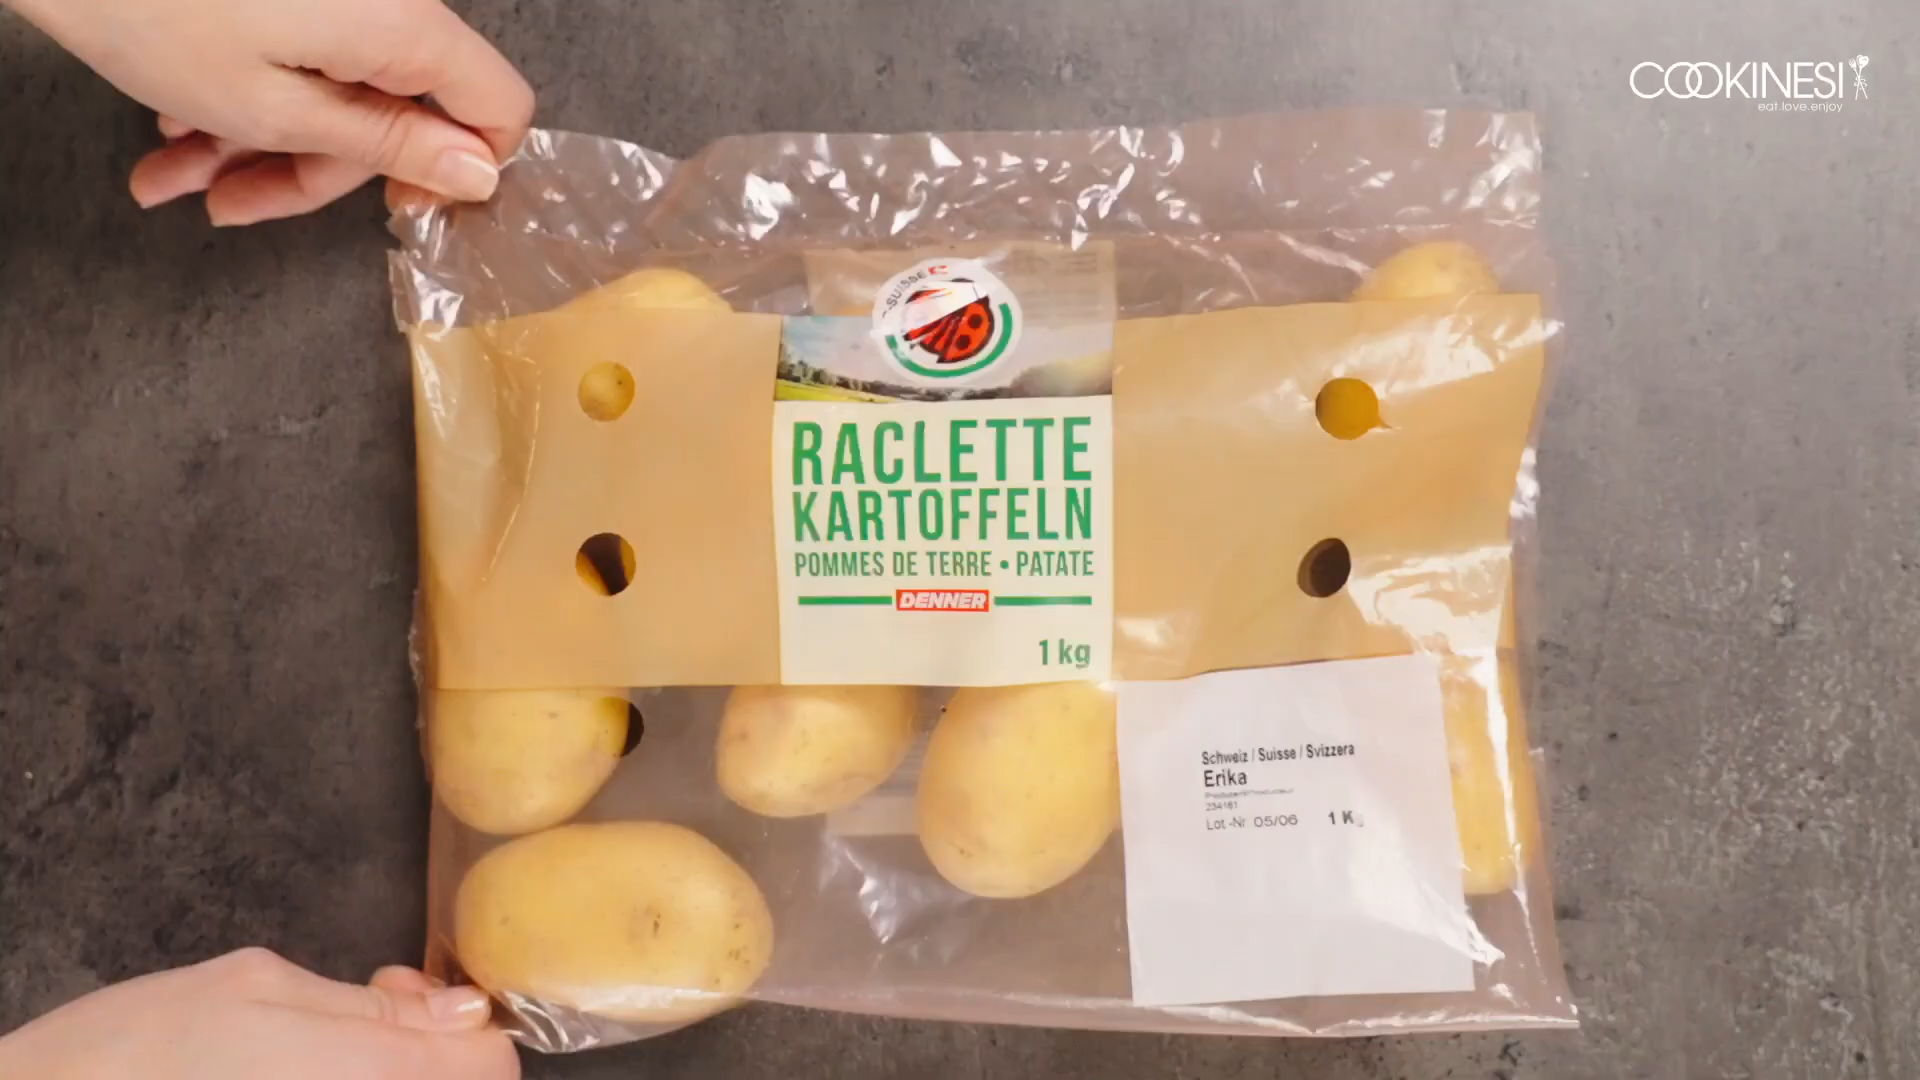 COOKINESI
eat.love.enjoy
SUISSE
RACLETTE
KARTOFFELN
POMMES DE TERRE • PATATE
DENNER
1 kg
Schweiz / Suisse / Svizzera
Erika
234161
Lot.-Nr 05/06 1 Kg